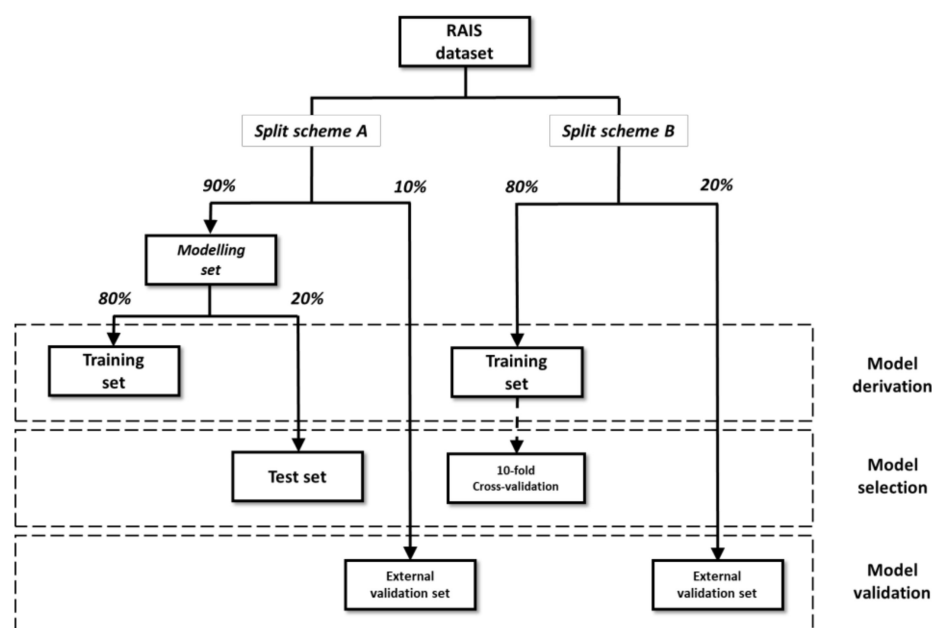 RAIS
dataset
Split scheme A
Split scheme B
90%
10%
80%
20%
Modelling
set
80%
20%
Training
set
Training
set
Model
derivation
Test set
10-fold
Cross-validation
Model
selection
External
validation set
External
validation set
Model
validation